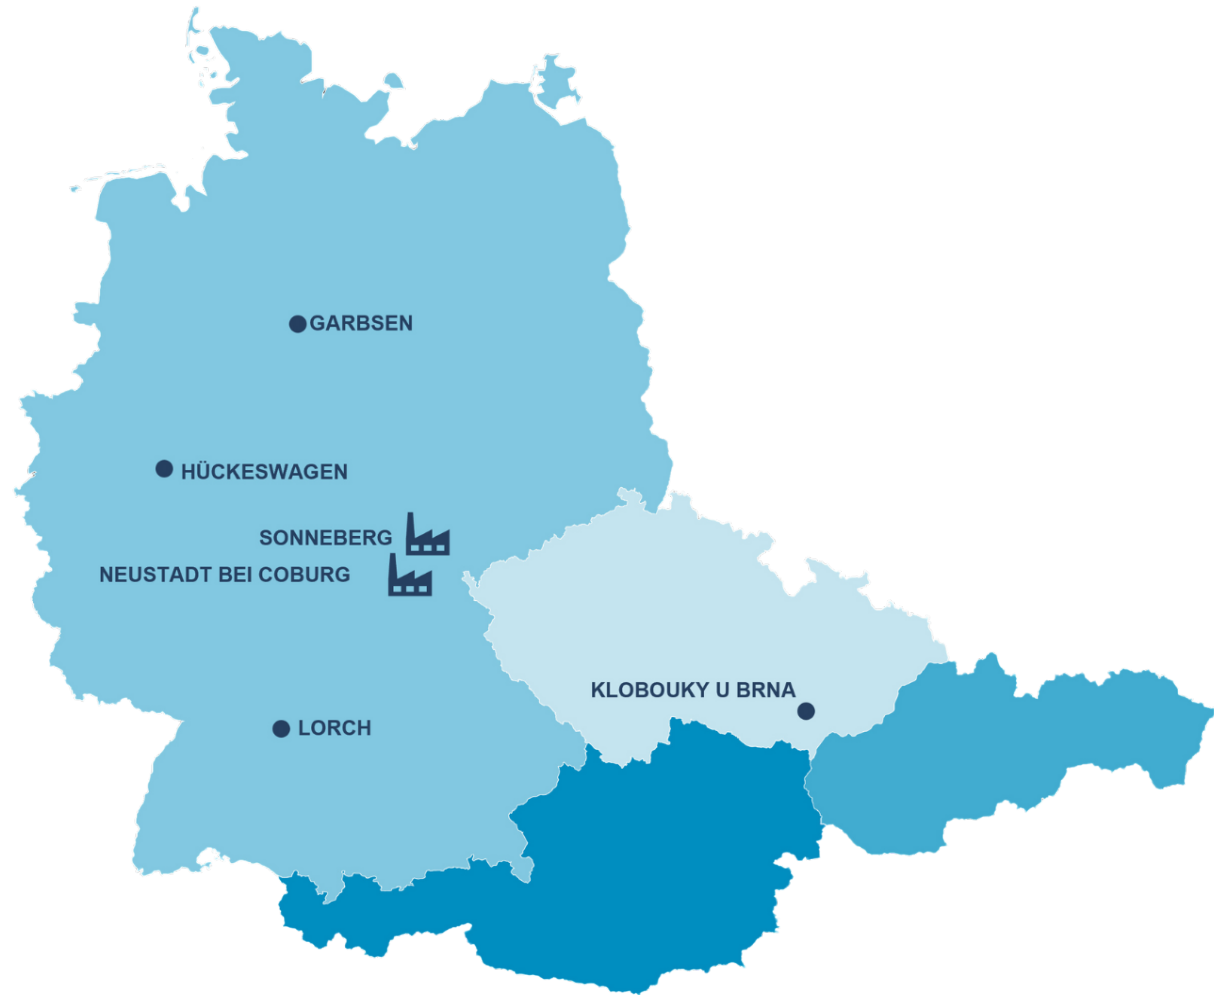 GARBSEN
HÜCKESWAGEN
SONNEBERG
NEUSTADT BEI COBURG
KLOBOUKY U BRNA
LORCH